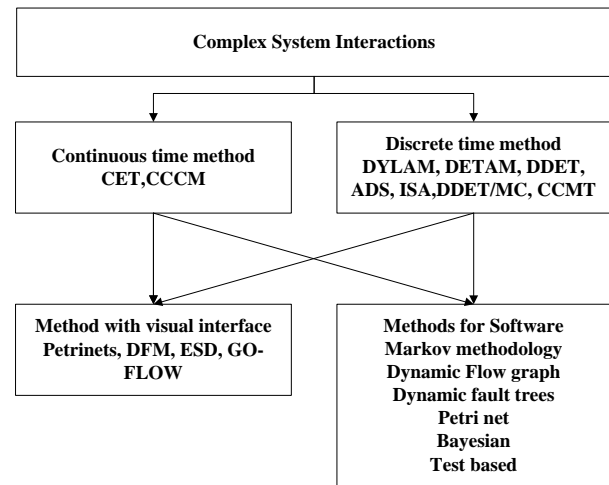 Complex System Interactions
Continuous time method
CET,CCCM
Discrete time method
DYLAM, DETAM, DDET,
ADS, ISA,DDET/MC, CCMT
Method with visual interface
Petrinets, DFM, ESD, GO-
FLOW
Methods for Software
Markov methodology
Dynamic Flow graph
Dynamic fault trees
Petri net
Bayesian
Test based